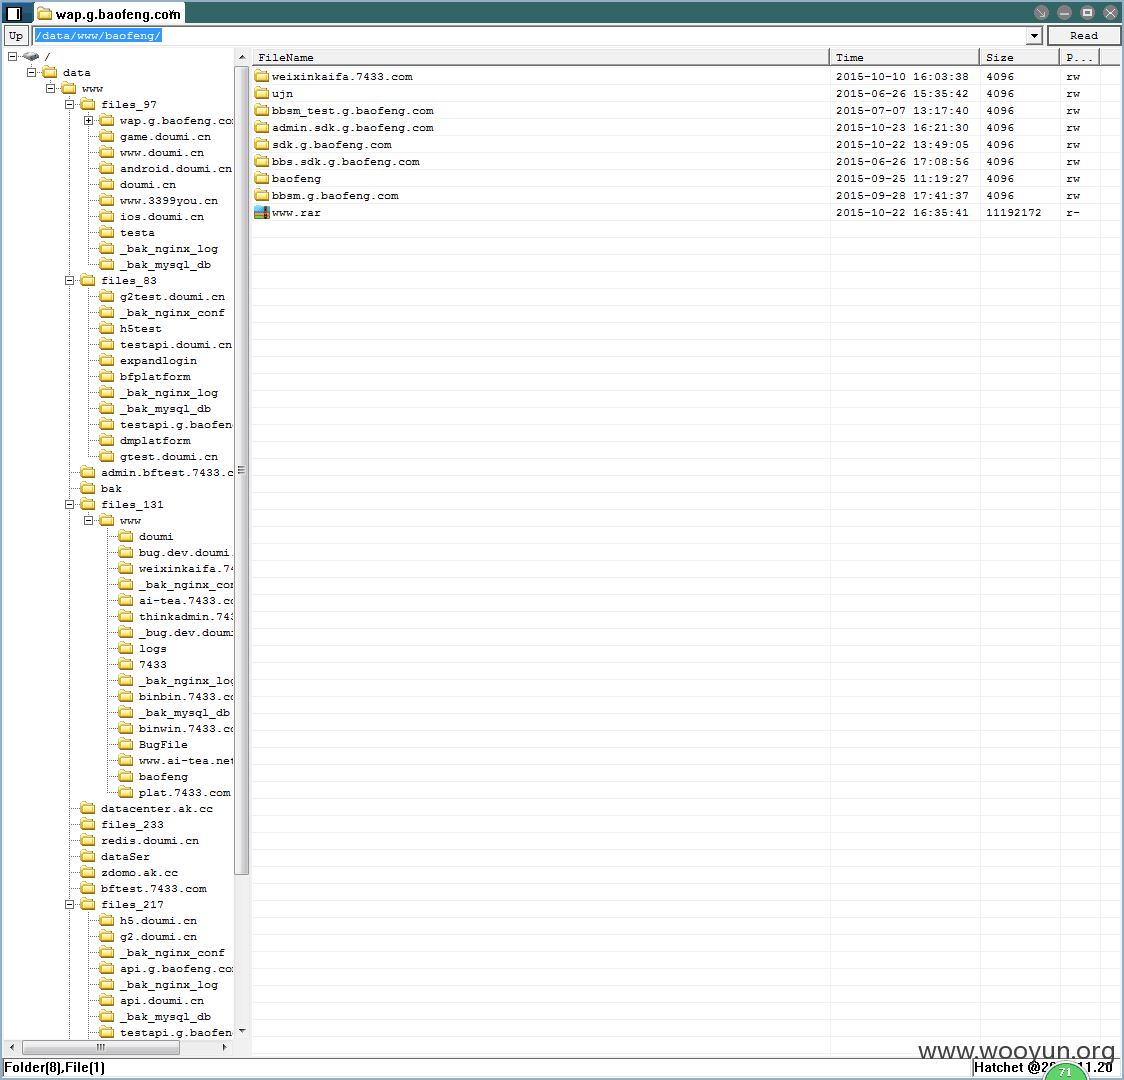 wap.g.baofeng.com
Up
/data/www/baofeng/
Read
/
data
www
files_97
wap.g.baofeng.co
game.doumi.cn
www.doumi.cn
android.doumi.cn
doumi.cn
www.3399you.cn
ios.doumi.cn
testa
_bak_nginx_log
_bak_mysql_db
files_83
g2test.doumi.cn
_bak_nginx_conf
h5test
testapi.doumi.cn
expandlogin
bfplatform
_bak_nginx_log
_bak_mysql_db
testapi.g.baofen
dmplatform
gtest.doumi.cn
admin.bftest.7433.c
bak
files_131
www
doumi
bug.dev.doumi.
weixinkaifa.74
_bak_nginx_con
ai-tea.7433.co
thinkadmin.743
_bug.dev.doumi
logs
7433
_bak_nginx_log
binbin.7433.co
_bak_mysql_db
binwin.7433.co
BugFile
www.ai-tea.net
baofeng
plat.7433.com
datacenter.ak.cc
files_233
redis.doumi.cn
dataSer
zdomo.ak.cc
bftest.7433.com
files_217
h5.doumi.cn
g2.doumi.cn
_bak_nginx_conf
api.g.baofeng.co
_bak_nginx_log
api.doumi.cn
_bak_mysql_db
testapi.g.baofen
FileName Time Size P...
weixinkaifa.7433.com 2015-10-10 16:03:38 4096 rw
ujn 2015-06-26 15:35:42 4096 rw
bbsm_test.g.baofeng.com 2015-07-07 13:17:40 4096 rw
admin.sdk.g.baofeng.com 2015-10-23 16:21:30 4096 rw
sdk.g.baofeng.com 2015-10-22 13:49:05 4096 rw
bbs.sdk.g.baofeng.com 2015-06-26 17:08:56 4096 rw
baofeng 2015-09-25 11:19:27 4096 rw
bbsm.g.baofeng.com 2015-09-28 17:41:37 4096 rw
www.rar 2015-10-22 16:35:41 11192172 r-
www.wooyun.org
Folder(8),File(1)
Hatchet @20
11.20
71